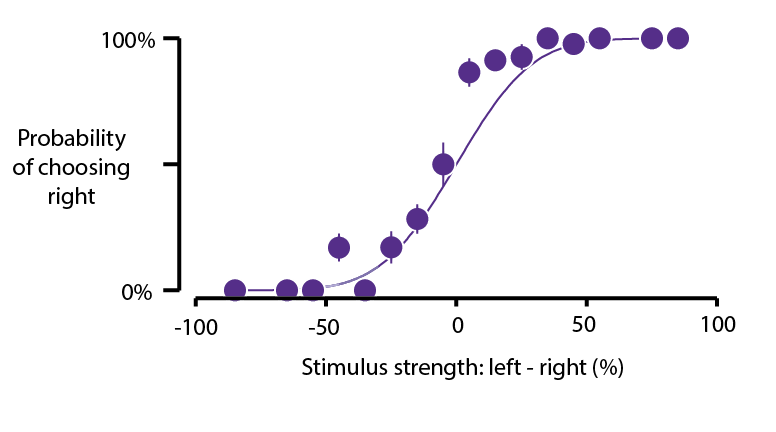 100%
Probability
of choosing
right
0%
-100
-50
0
50
100
Stimulus strength: left - right (%)